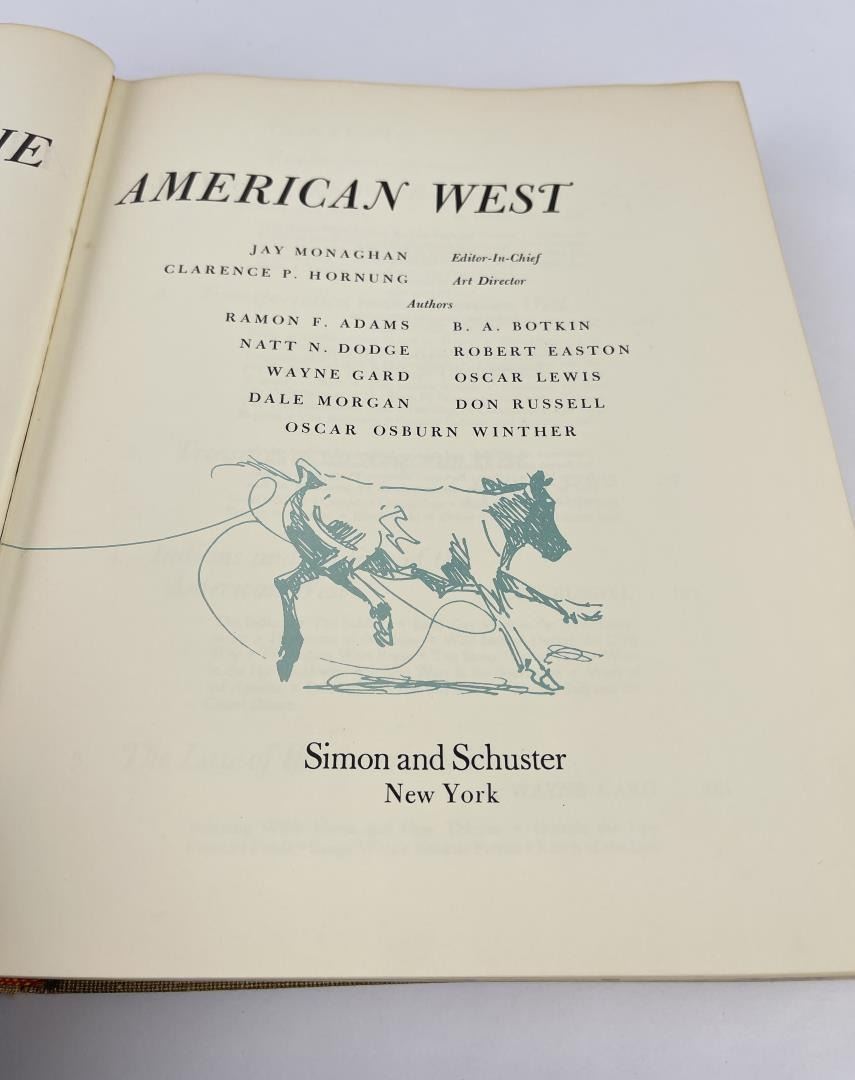 AMERICAN WEST
JAY MONAGHAN Editor-In-Chief
CLARENCE P. HORNUNG Art Director
Authors
RAMON F. ADAMS B. A. BOTKIN
NATT N. DODGE ROBERT EASTON
WAYNE GARD OSCAR LEWIS
DALE MORGAN DON RUSSELL
OSCAR OSBURN WINTHER
Simon and Schuster
New York